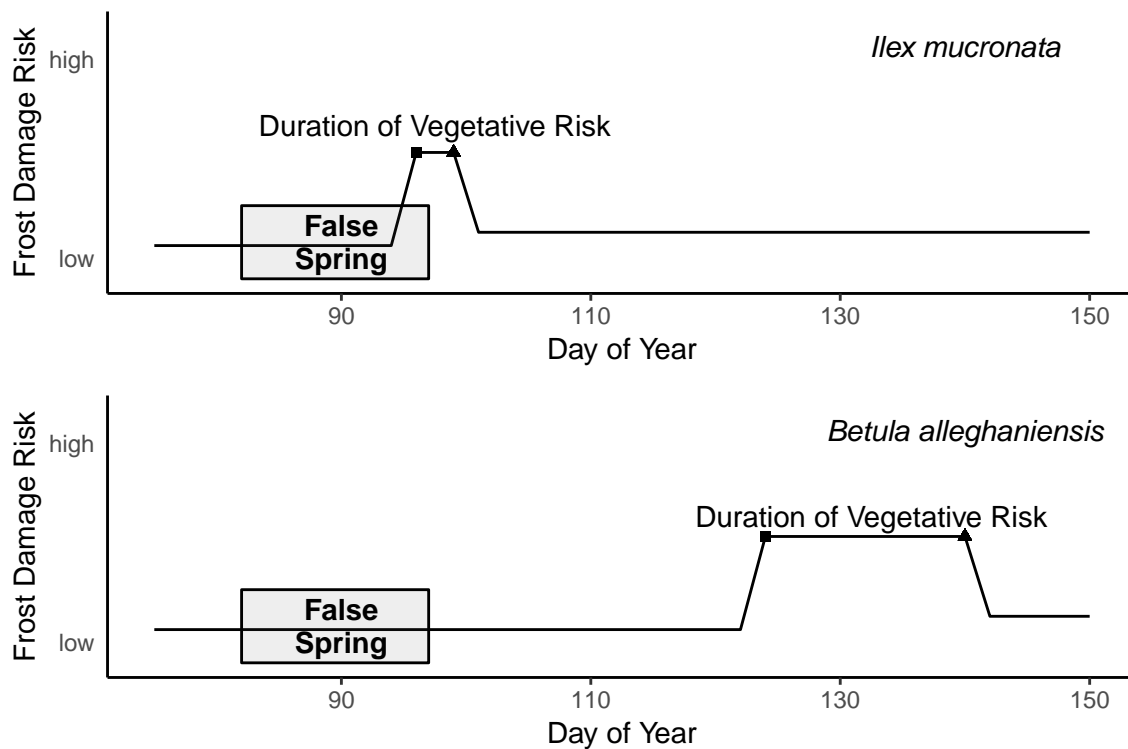 Frost Damage Risk
high
low
Ilex mucronata
Duration of Vegetative Risk
False
Spring
90
110
130
150
Day of Year
Frost Damage Risk
high
low
Betula alleghaniensis
Duration of Vegetative Risk
False
Spring
90
110
130
150
Day of Year